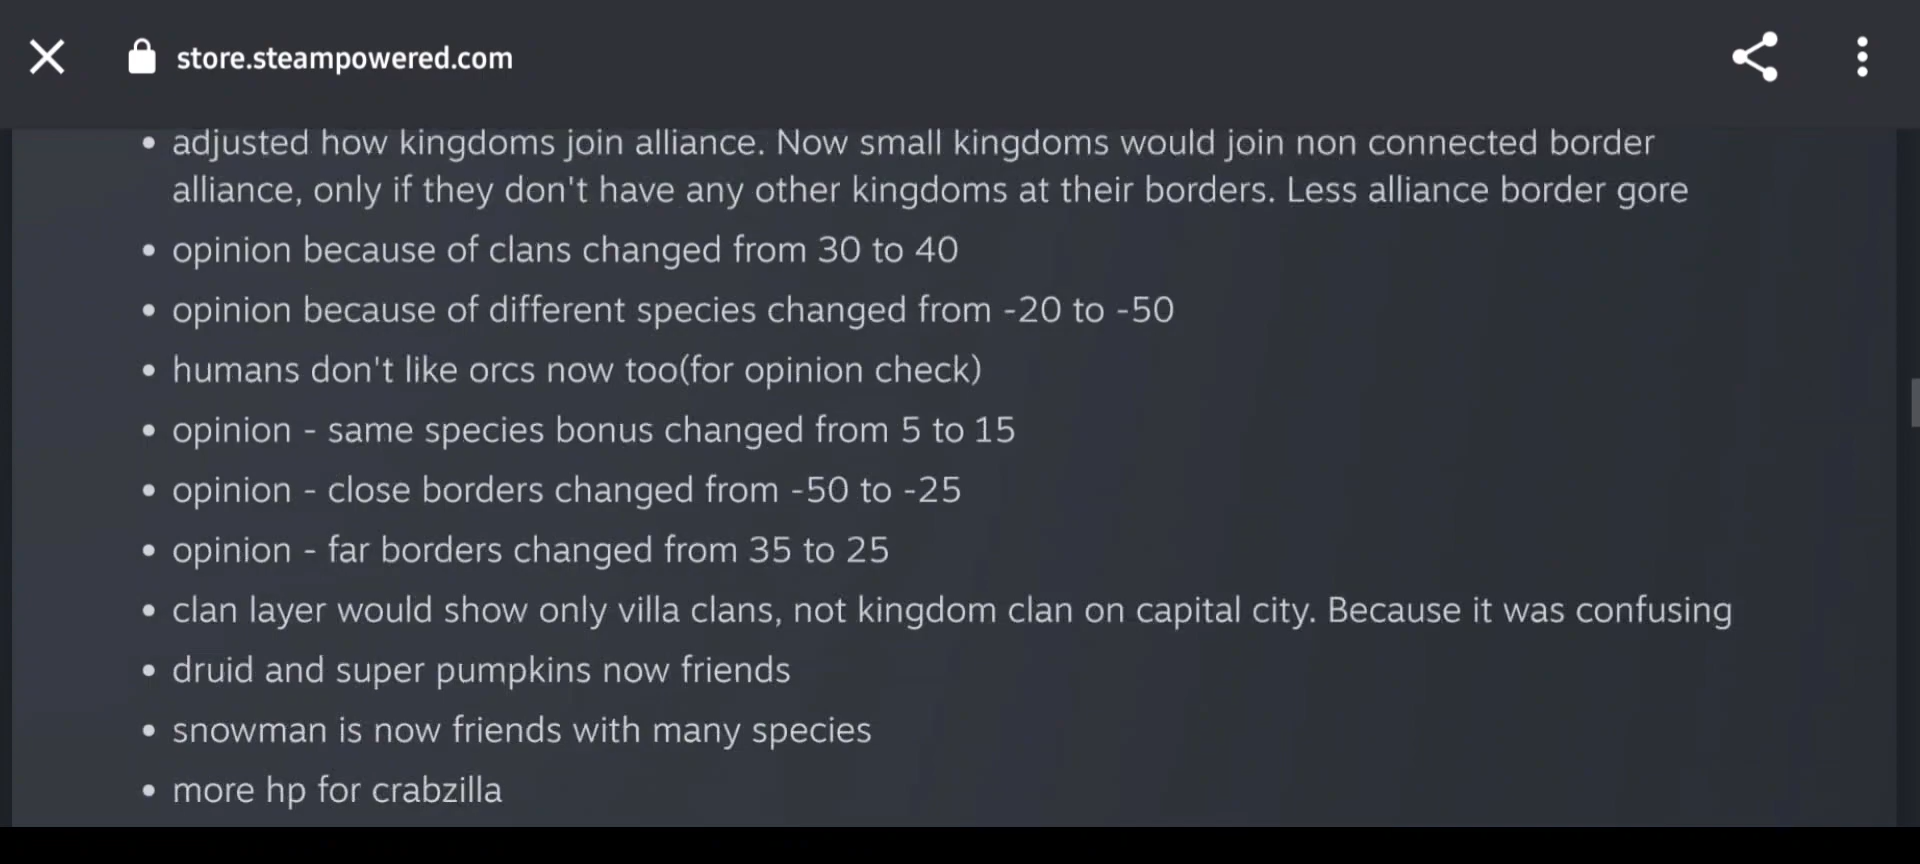 store.steampowered.com
• adjusted how kingdoms join alliance. Now small kingdoms would join non connected border
alliance, only if they don't have any other kingdoms at their borders. Less alliance border gore
• opinion because of clans changed from 30 to 40
• opinion because of different species changed from -20 to -50
• humans don't like orcs now too(for opinion check)
• opinion - same species bonus changed from 5 to 15
• opinion - close borders changed from -50 to -25
• opinion - far borders changed from 35 to 25
• clan layer would show only villa clans, not kingdom clan on capital city. Because it was confusing
• druid and super pumpkins now friends
• snowman is now friends with many species
• more hp for crabzilla